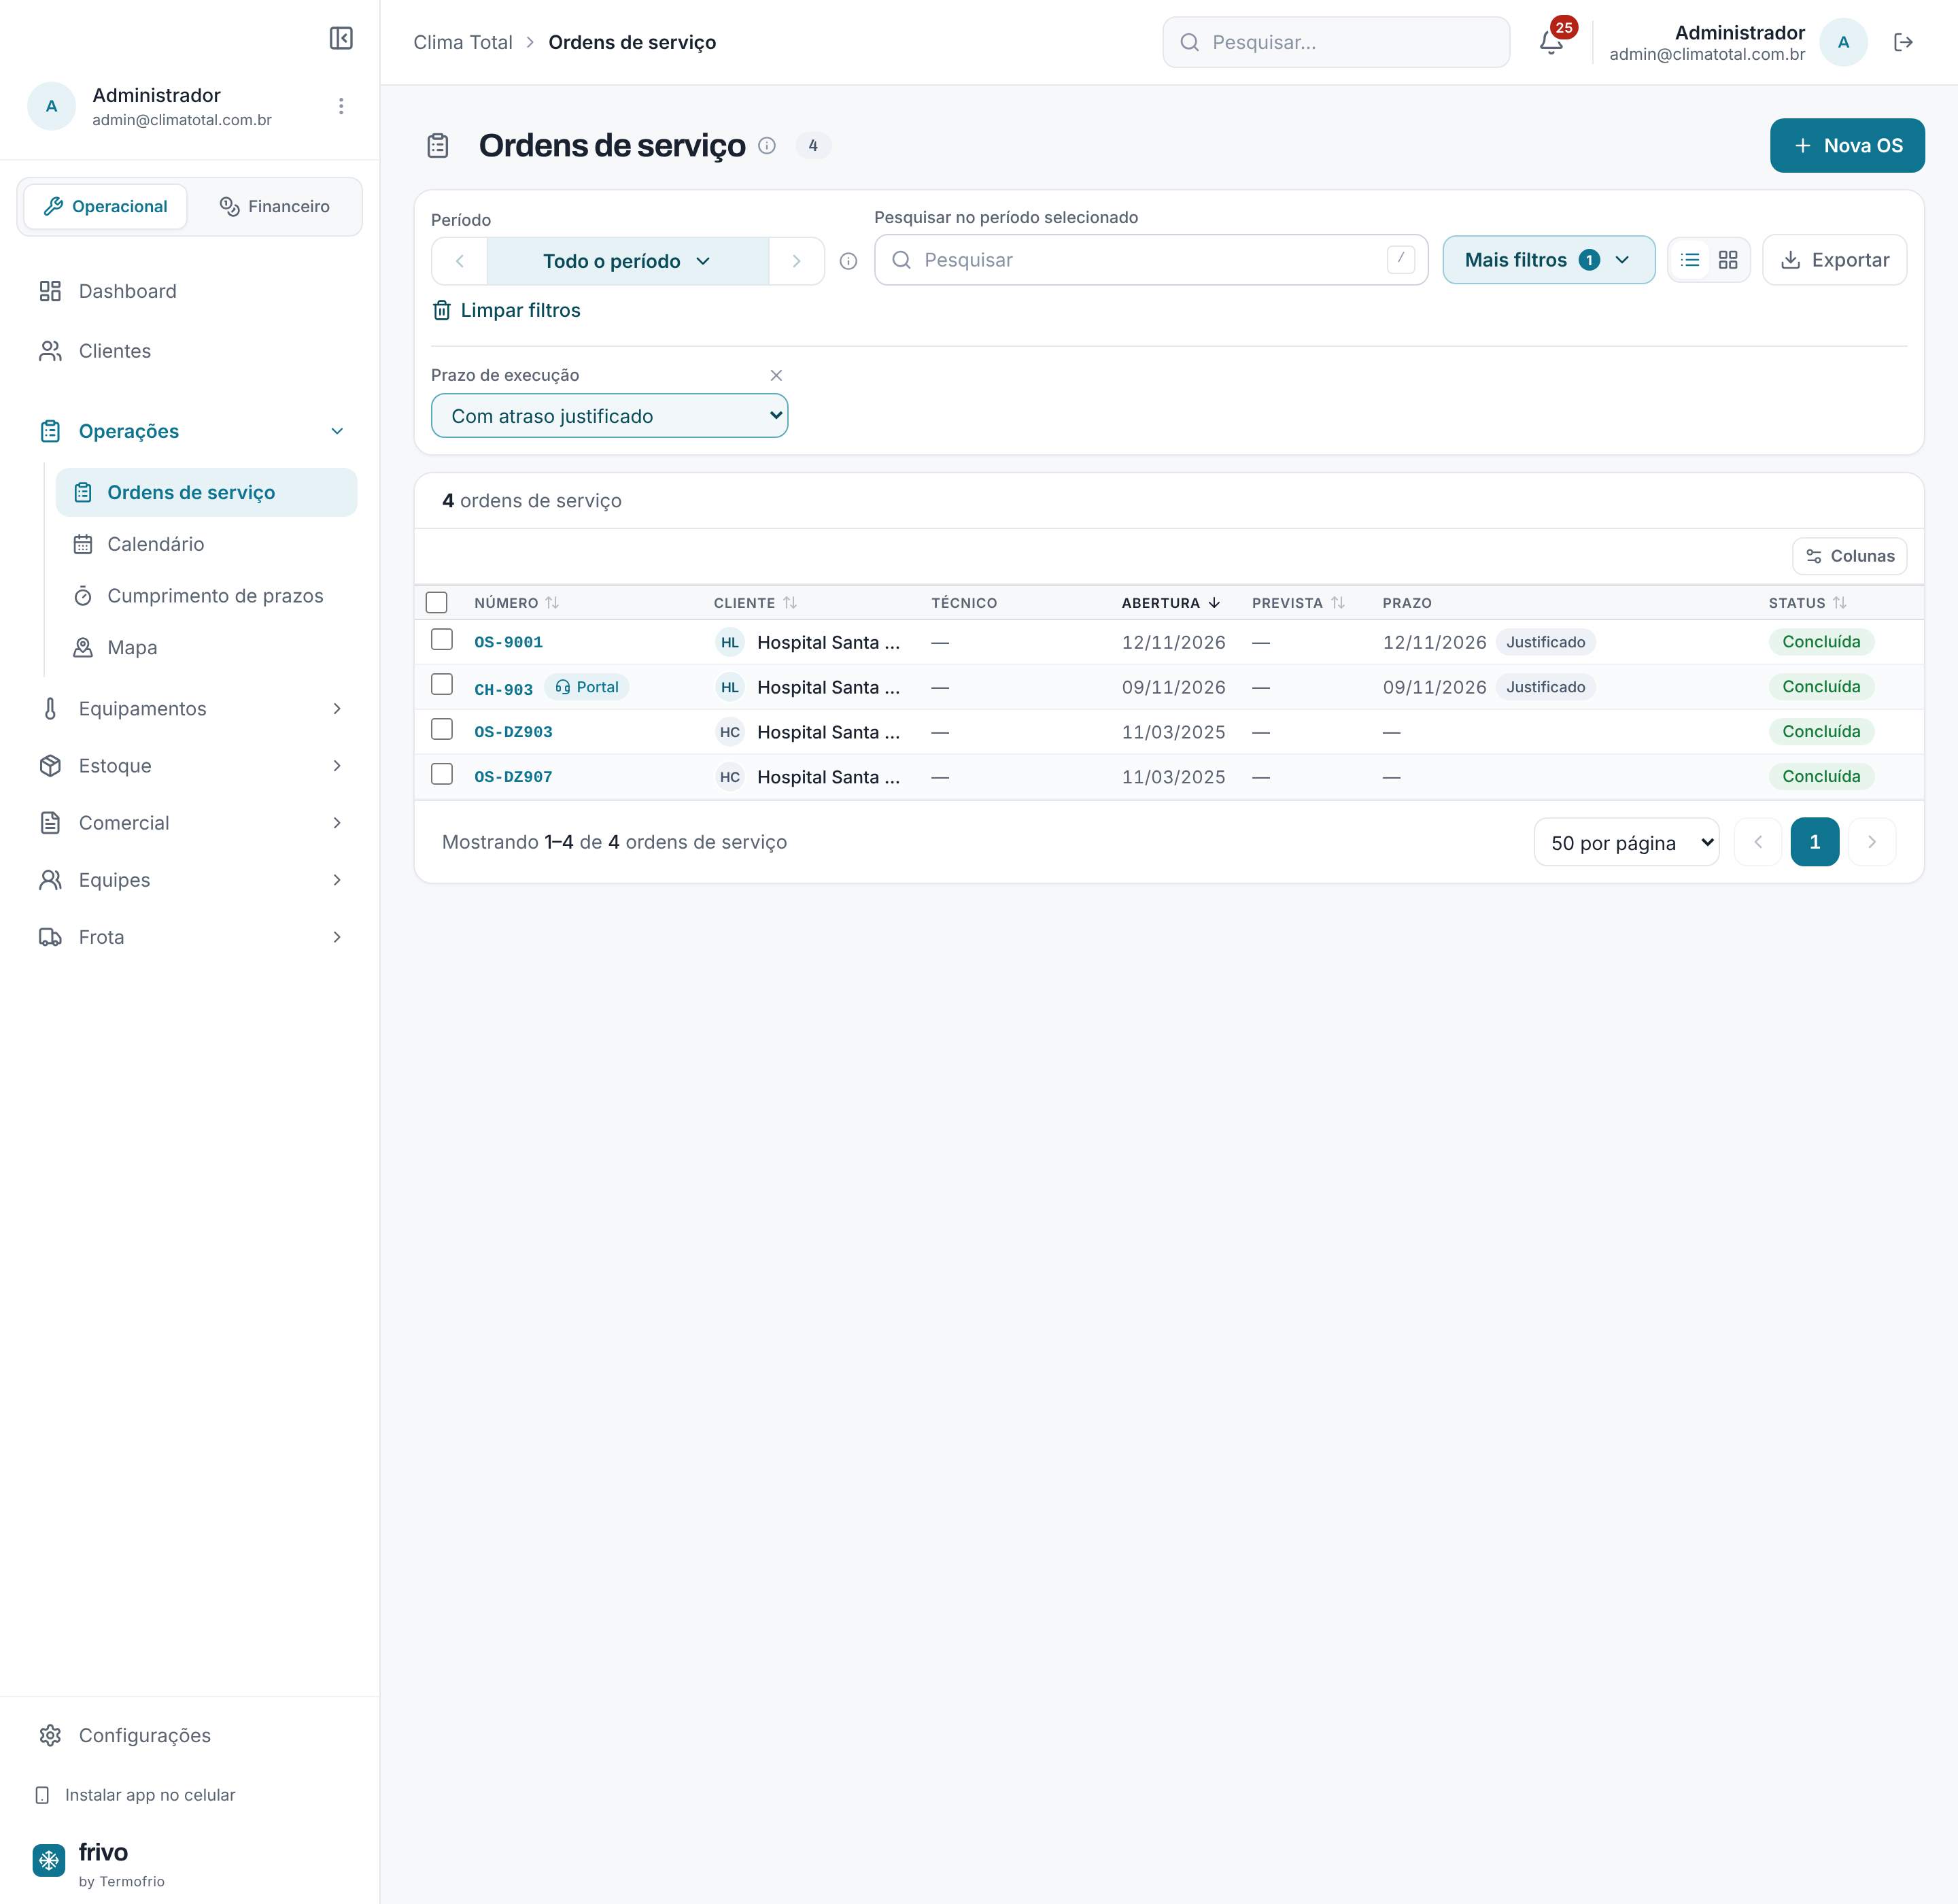 Administrador
admin@climatotal.com.br
A
Operacional
Financeiro
Dashboard
Clientes
Operações
Ordens de serviço
Calendário
Cumprimento de prazos
Mapa
Equipamentos
Estoque
Comercial
Equipes
Frota
Configurações
Instalar app no celular
frivo
by Termofrio
Clima Total > Ordens de serviço
Pesquisar...
25
Administrador
admin@climatotal.com.br
A
Ordens de serviço 4
+ Nova OS
Período
Todo o período
Pesquisar no período selecionado
Pesquisar /
Mais filtros 1
Exportar
Limpar filtros
Prazo de execução
Com atraso justificado
4 ordens de serviço
Colunas
NÚMERO CLIENTE TÉCNICO ABERTURA PREVISTA PRAZO STATUS
OS-9001 HL Hospital Santa ... — 12/11/2026 — 12/11/2026 Justificado Concluída
CH-903 Portal HL Hospital Santa ... — 09/11/2026 — 09/11/2026 Justificado Concluída
OS-DZ903 HC Hospital Santa ... — 11/03/2025 — — Concluída
OS-DZ907 HC Hospital Santa ... — 11/03/2025 — — Concluída
Mostrando 1–4 de 4 ordens de serviço
50 por página
1